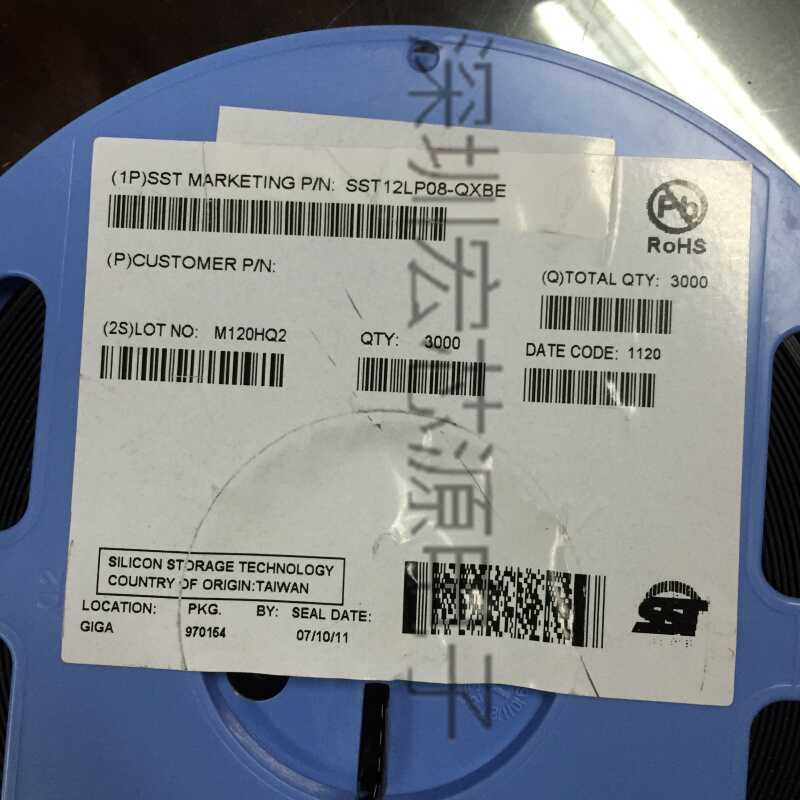 (1P)SST MARKETING P/N: SST12LP08-QXBE
Pb
RoHS
(P)CUSTOMER P/N:
(Q)TOTAL QTY: 3000
(2S)LOT NO: M120HQ2
QTY: 3000
DATE CODE: 1120
SILICON STORAGE TECHNOLOGY
COUNTRY OF ORIGIN:TAIWAN
LOCATION: PKG. BY: SEAL DATE:
GIGA 970154 07/10/11
SST
深圳宏芯源电子